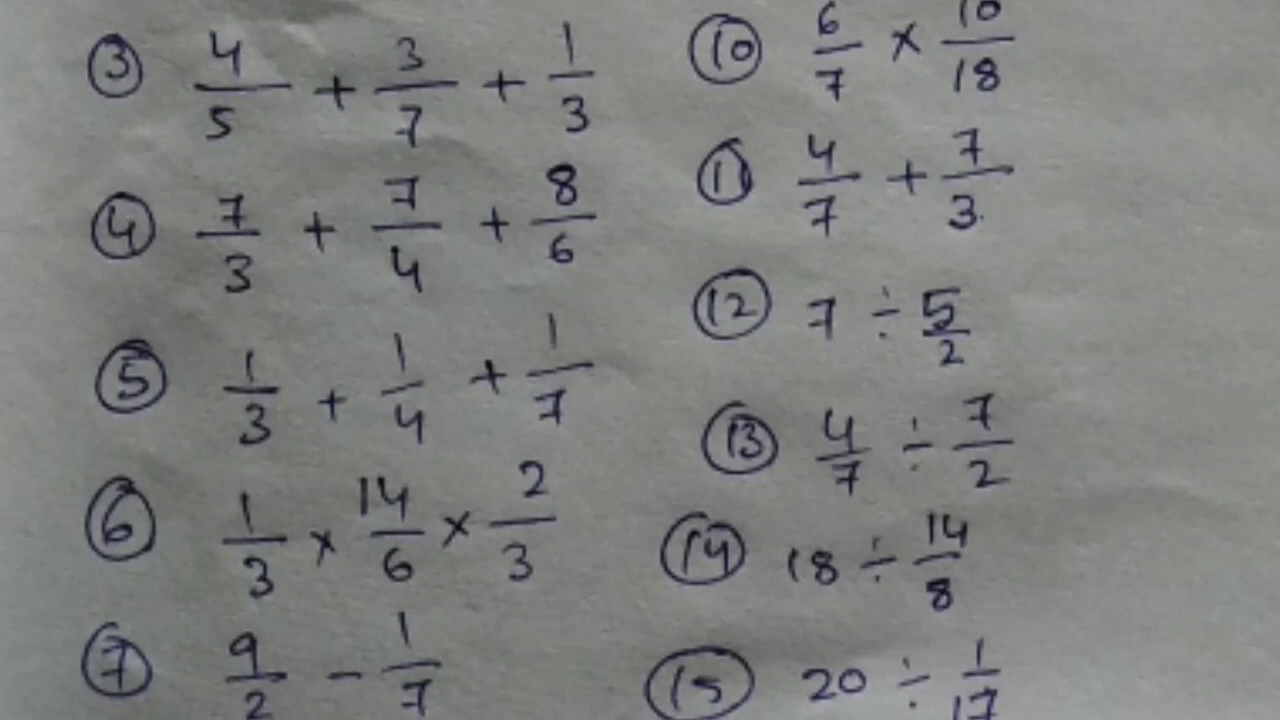 ③ 4/5 + 3/7 + 1/3
④ 7/3 + 7/4 + 8/6
⑤ 1/3 + 1/4 + 1/7
⑥ 1/3 × 14/6 × 2/3
⑦ 9/2 - 1/7
⑩ 6/7 × 10/18
⑪ 4/7 + 7/3
⑫ 7 ÷ 5/2
⑬ 4/7 ÷ 7/2
⑭ 18 ÷ 14/8
⑮ 20 ÷ 1/17